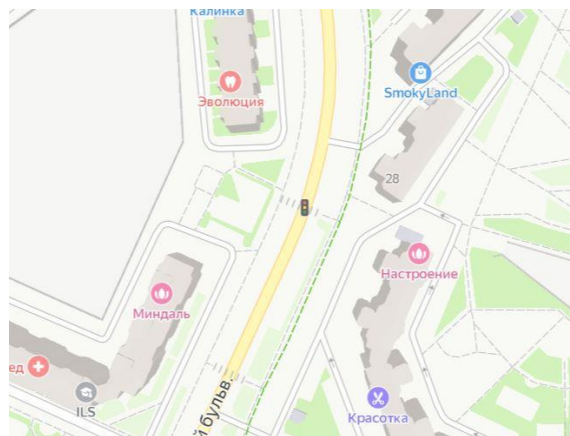 Калинка
Эволюция
SmokyLand
28
Настроение
Миндаль
ед
ILS
й бульв.
Красотка